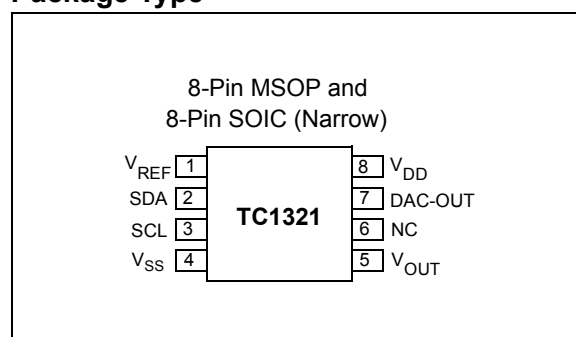 Package Type
8-Pin MSOP and
8-Pin SOIC (Narrow)
VREF 1
SDA 2
SCL 3
VSS 4
TC1321
8 VDD
7 DAC-OUT
6 NC
5 VOUT